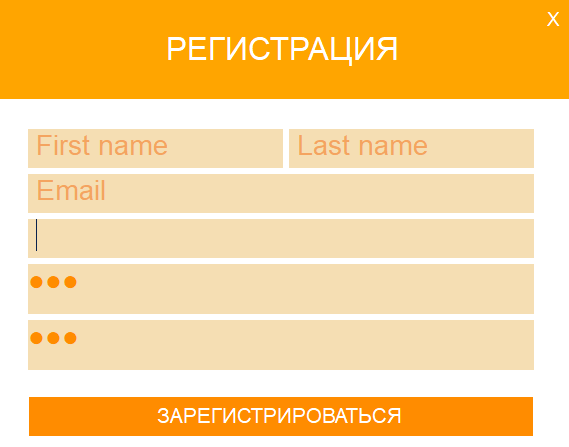 X
РЕГИСТРАЦИЯ
First name Last name
Email
•••
•••
ЗАРЕГИСТРИРОВАТЬСЯ